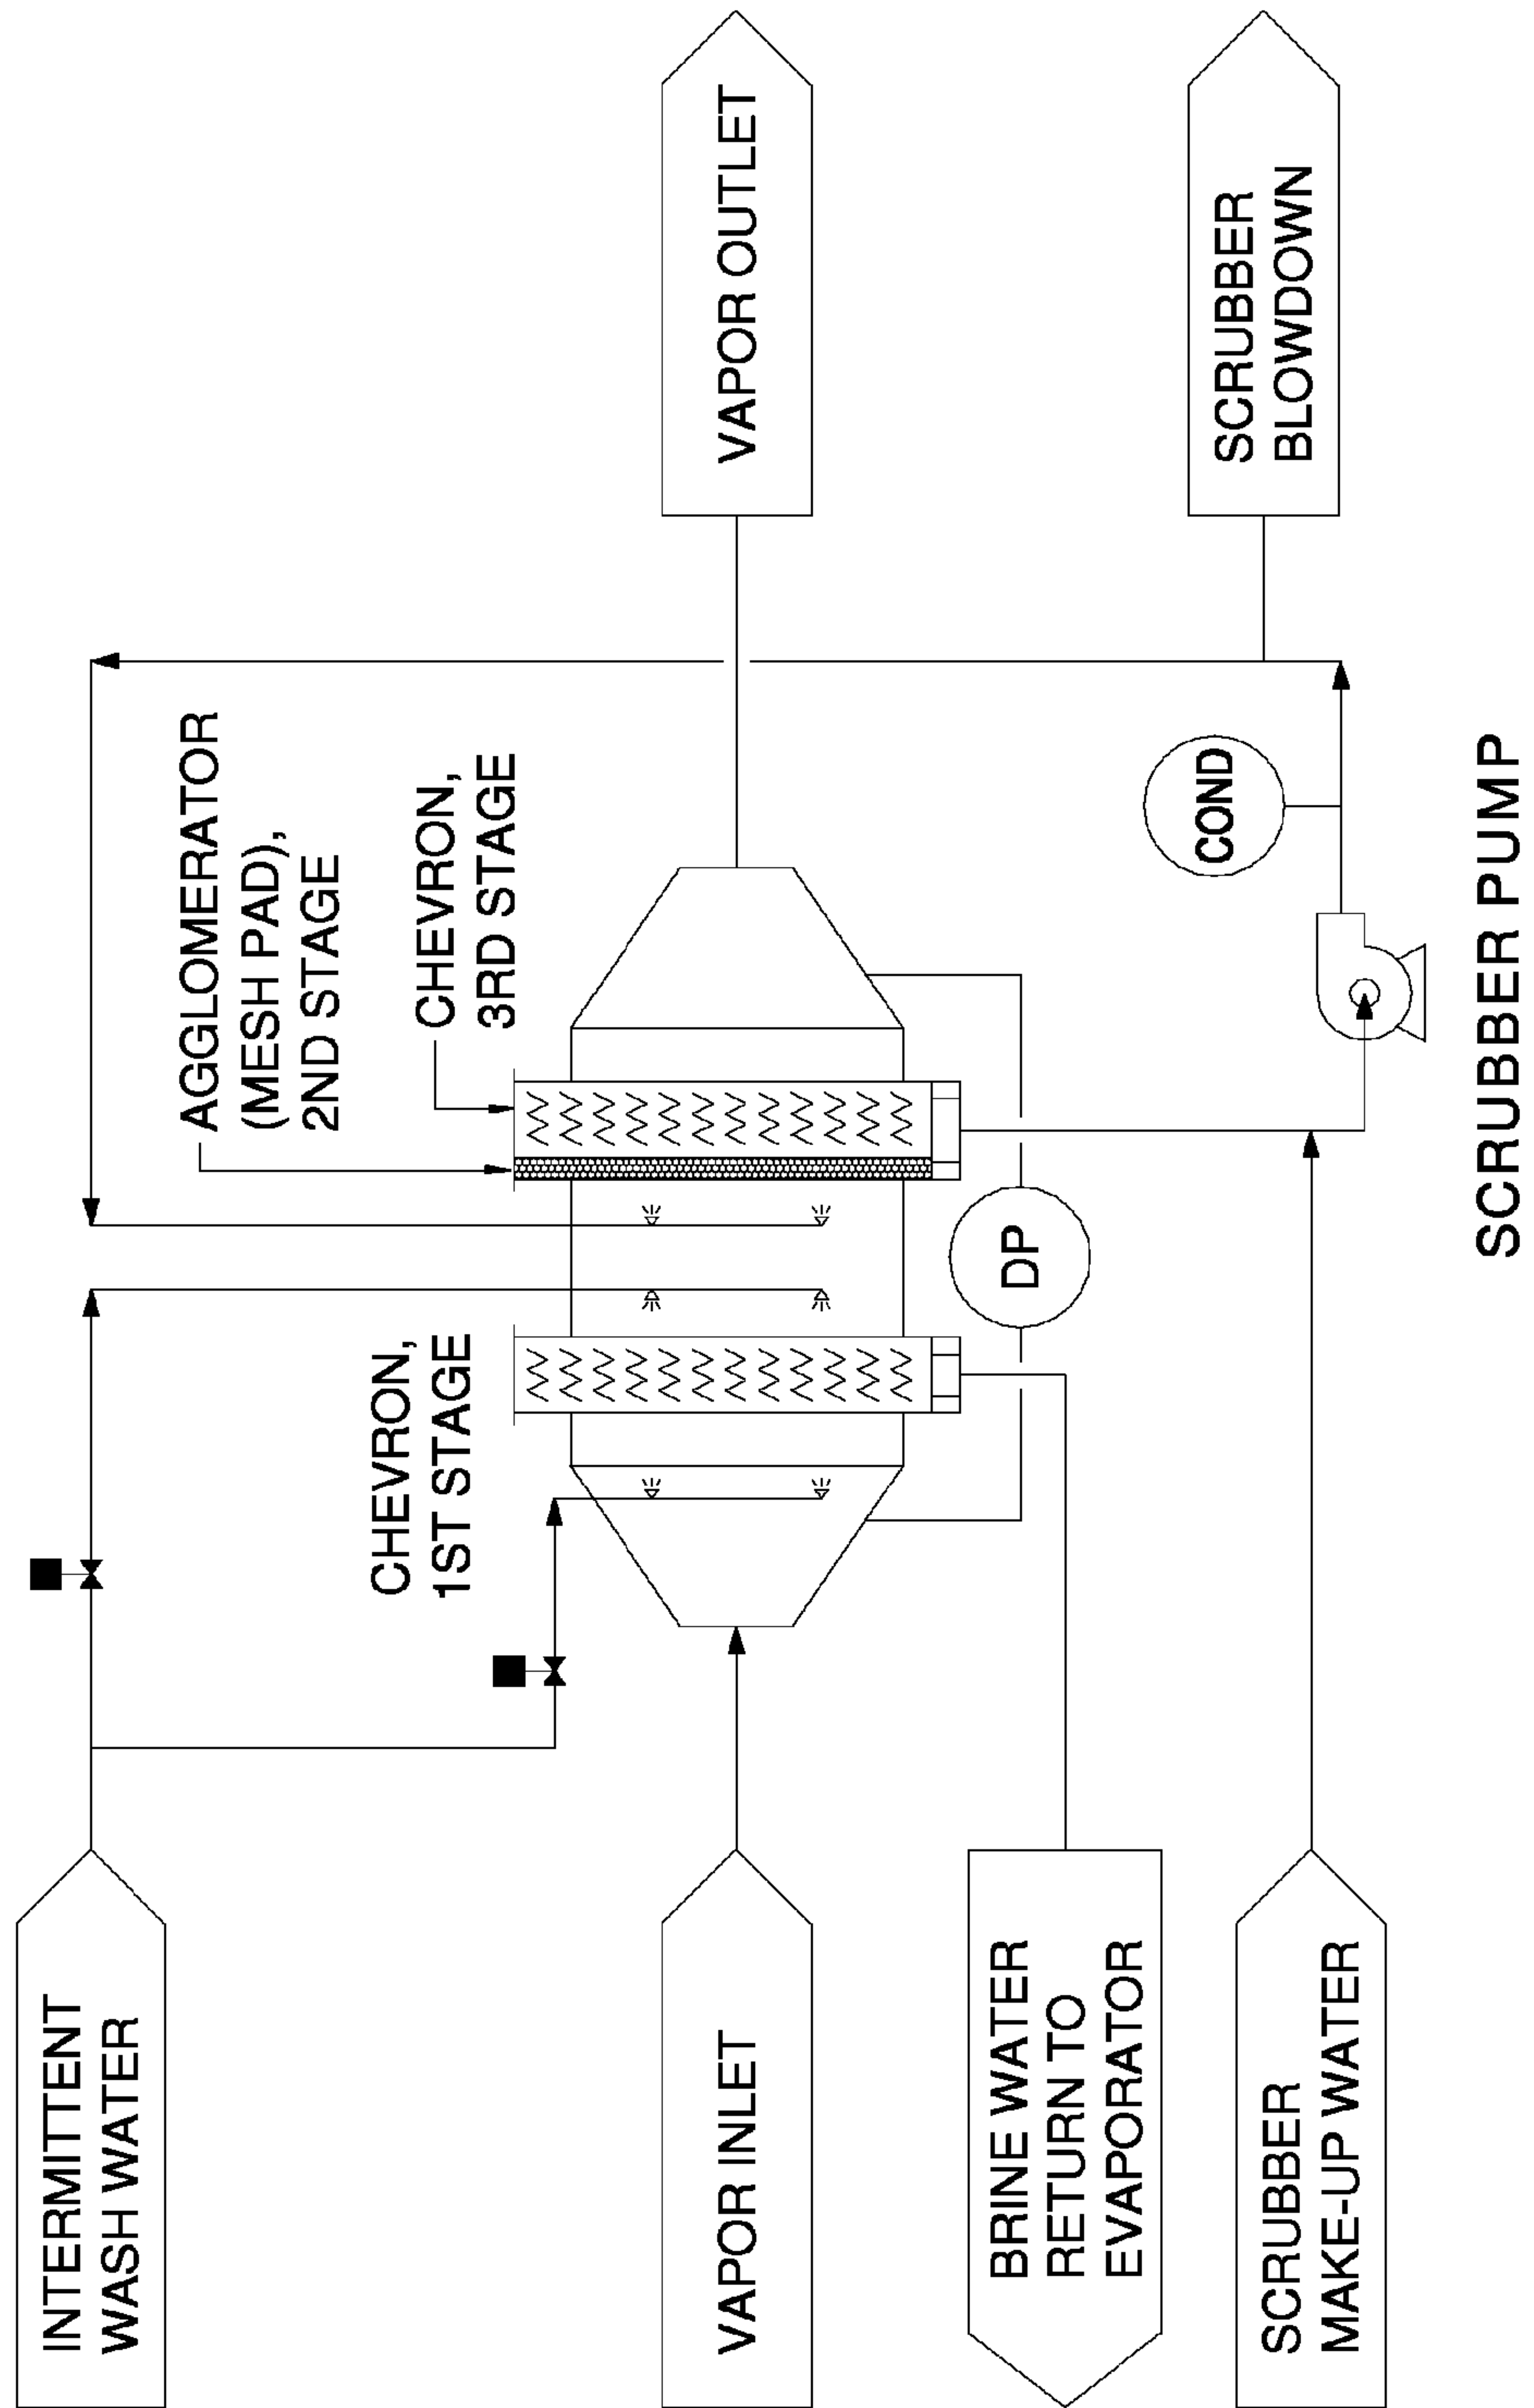 INTERMITTENT
WASH WATER
AGGLOMERATOR
(MESH PAD),
2ND STAGE
CHEVRON,
1ST STAGE
CHEVRON,
3RD STAGE
VAPOR INLET
VAPOR OUTLET
BRINE WATER
RETURN TO
EVAPORATOR
DP
COND
SCRUBBER
BLOWDOWN
SCRUBBER
MAKE-UP WATER
SCRUBBER PUMP